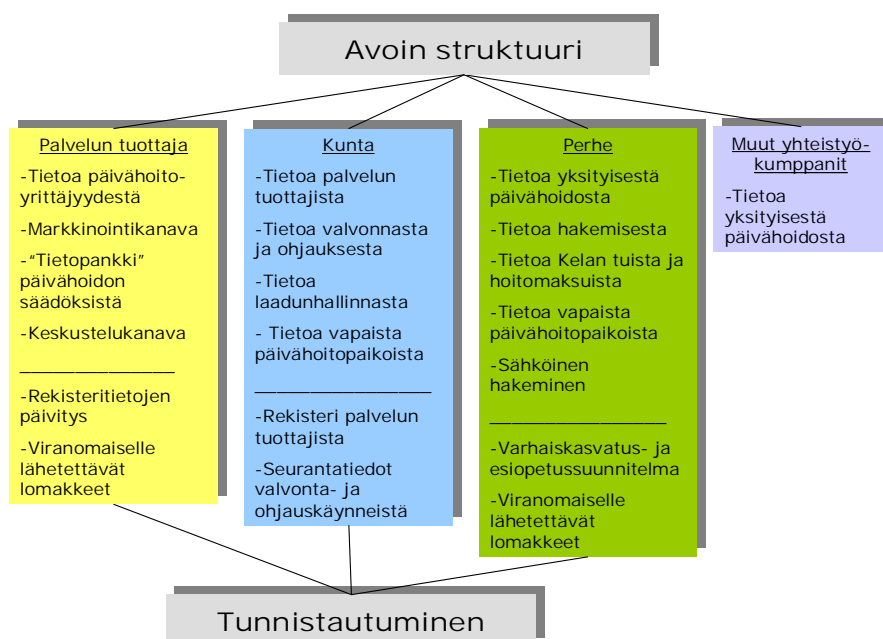 Avoin struktuuri
Palvelun tuottaja
-Tietoa päivähoito-
yrittäjyydestä
-Markkinointikanava
-"Tietopankki"
päivähoidon
säädöksistä
-Keskustelukanava
-Rekisteritietojen
päivitys
-Viranomaiselle
lähetettävät
lomakkeet
Kunta
-Tietoa palvelun
tuottajista
-Tietoa valvonnasta
ja ohjauksesta
-Tietoa
laadunhallinnasta
- Tietoa vapaista
päivähoitopaikoista
-Rekisteri palvelun
tuottajista
-Seurantatiedot
valvonta- ja
ohjauskäynneistä
Perhe
-Tietoa yksityisestä
päivähoidosta
-Tietoa hakemisesta
-Tietoa Kelan tuista ja
hoitomaksuista
-Tietoa vapaista
päivähoitopaikoista
-Sähköinen
hakeminen
-Varhaiskasvatus- ja
esiopetussuunnitelma
-Viranomaiselle
lähetettävät
lomakkeet
Muut yhteistyö-
kumppanit
-Tietoa
yksityisestä
päivähoidosta
Tunnistautuminen